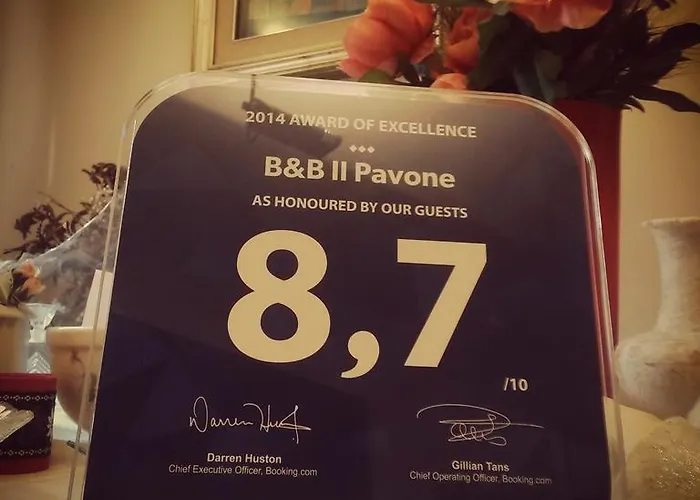 2014 AWARD OF EXCELLENCE
B&B Il Pavone
AS HONOURED BY OUR GUESTS
8,7
/10
Darren Huston
Chief Executive Officer, Booking.com
Gillian Tans
Chief Operating Officer, Booking.com